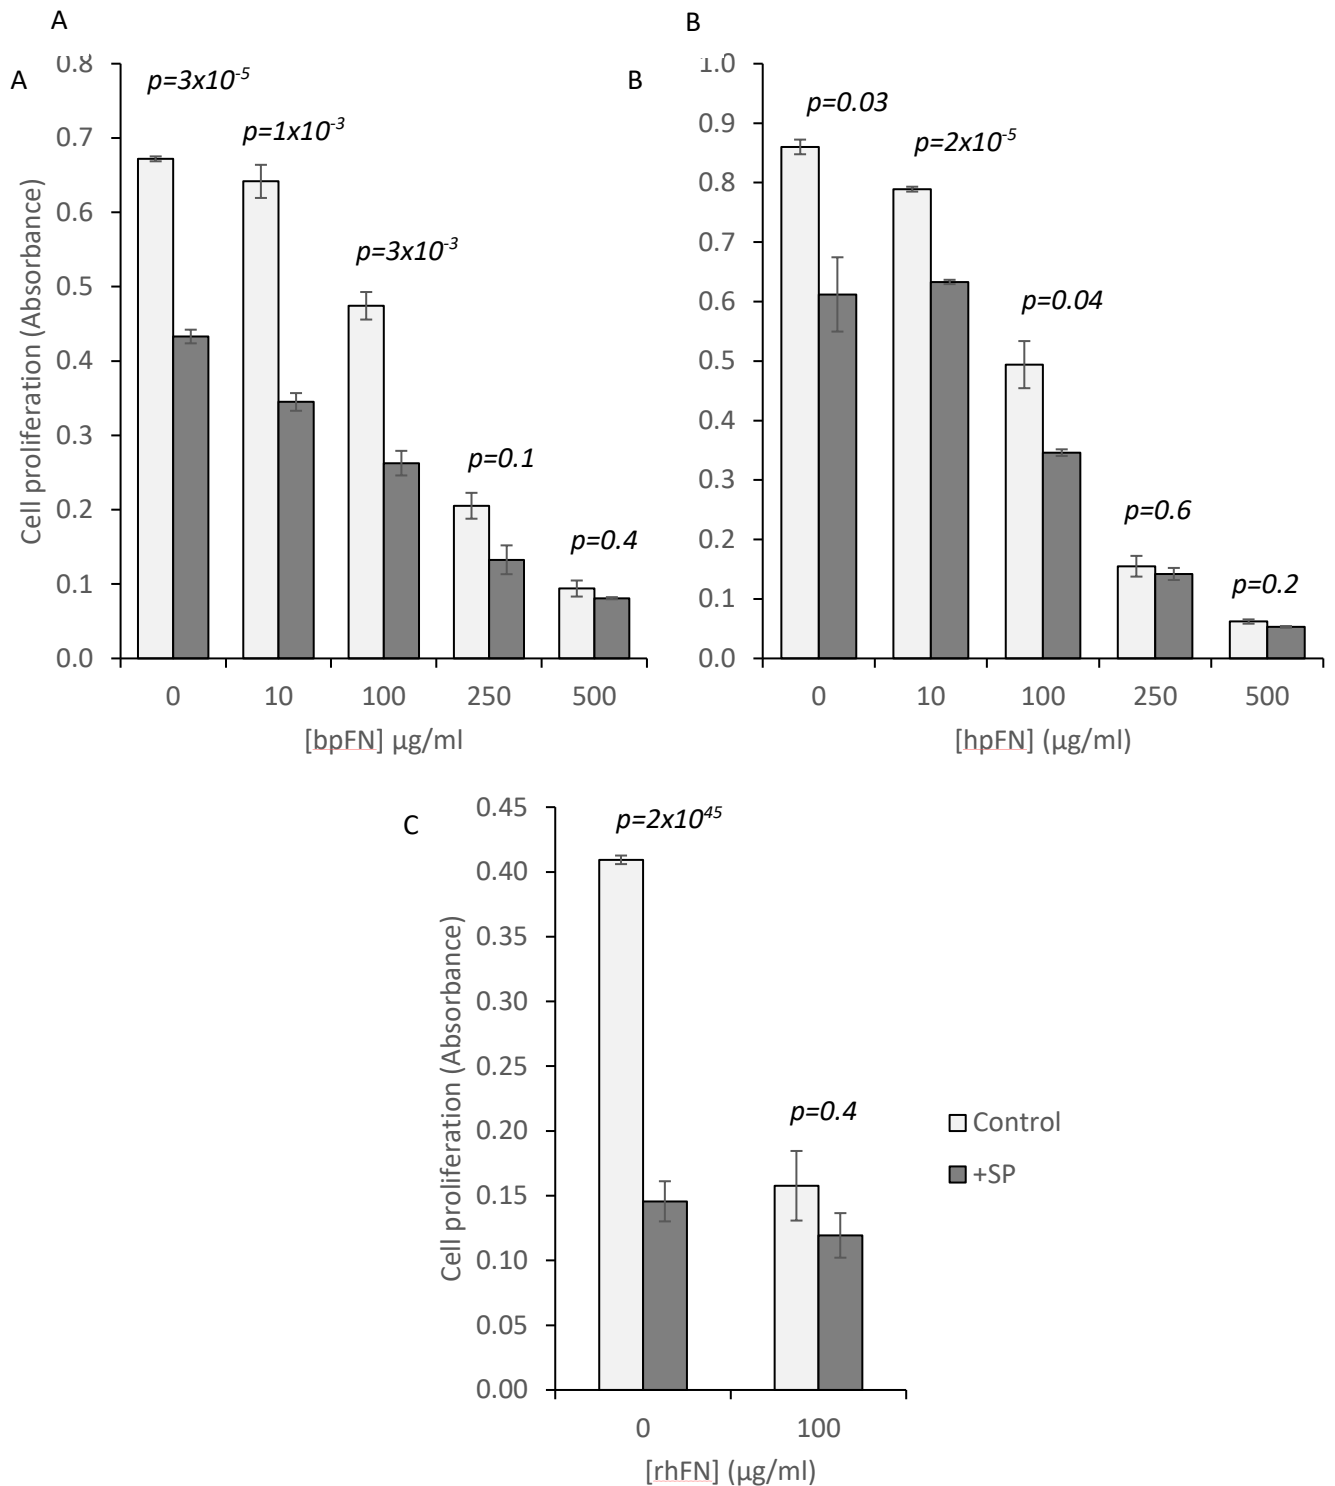 A
B
A
B
0.8
0.7
0.6
0.5
0.4
0.3
0.2
0.1
0.0
Cell proliferation (Absorbance)
p=3x10⁻⁵
p=1x10⁻³
p=3x10⁻³
p=0.1
p=0.4
0 10 100 250 500
[bpFN] µg/ml
1.0
0.9
0.8
0.7
0.6
0.5
0.4
0.3
0.2
0.1
0.0
p=0.03
p=2x10⁻⁵
p=0.04
p=0.6
p=0.2
0 10 100 250 500
[hpFN] (µg/ml)
C
0.45
0.40
0.35
0.30
0.25
0.20
0.15
0.10
0.05
0.00
Cell proliferation (Absorbance)
p=2x10⁴⁵
p=0.4
0 100
[rhFN] (µg/ml)
Control
+SP